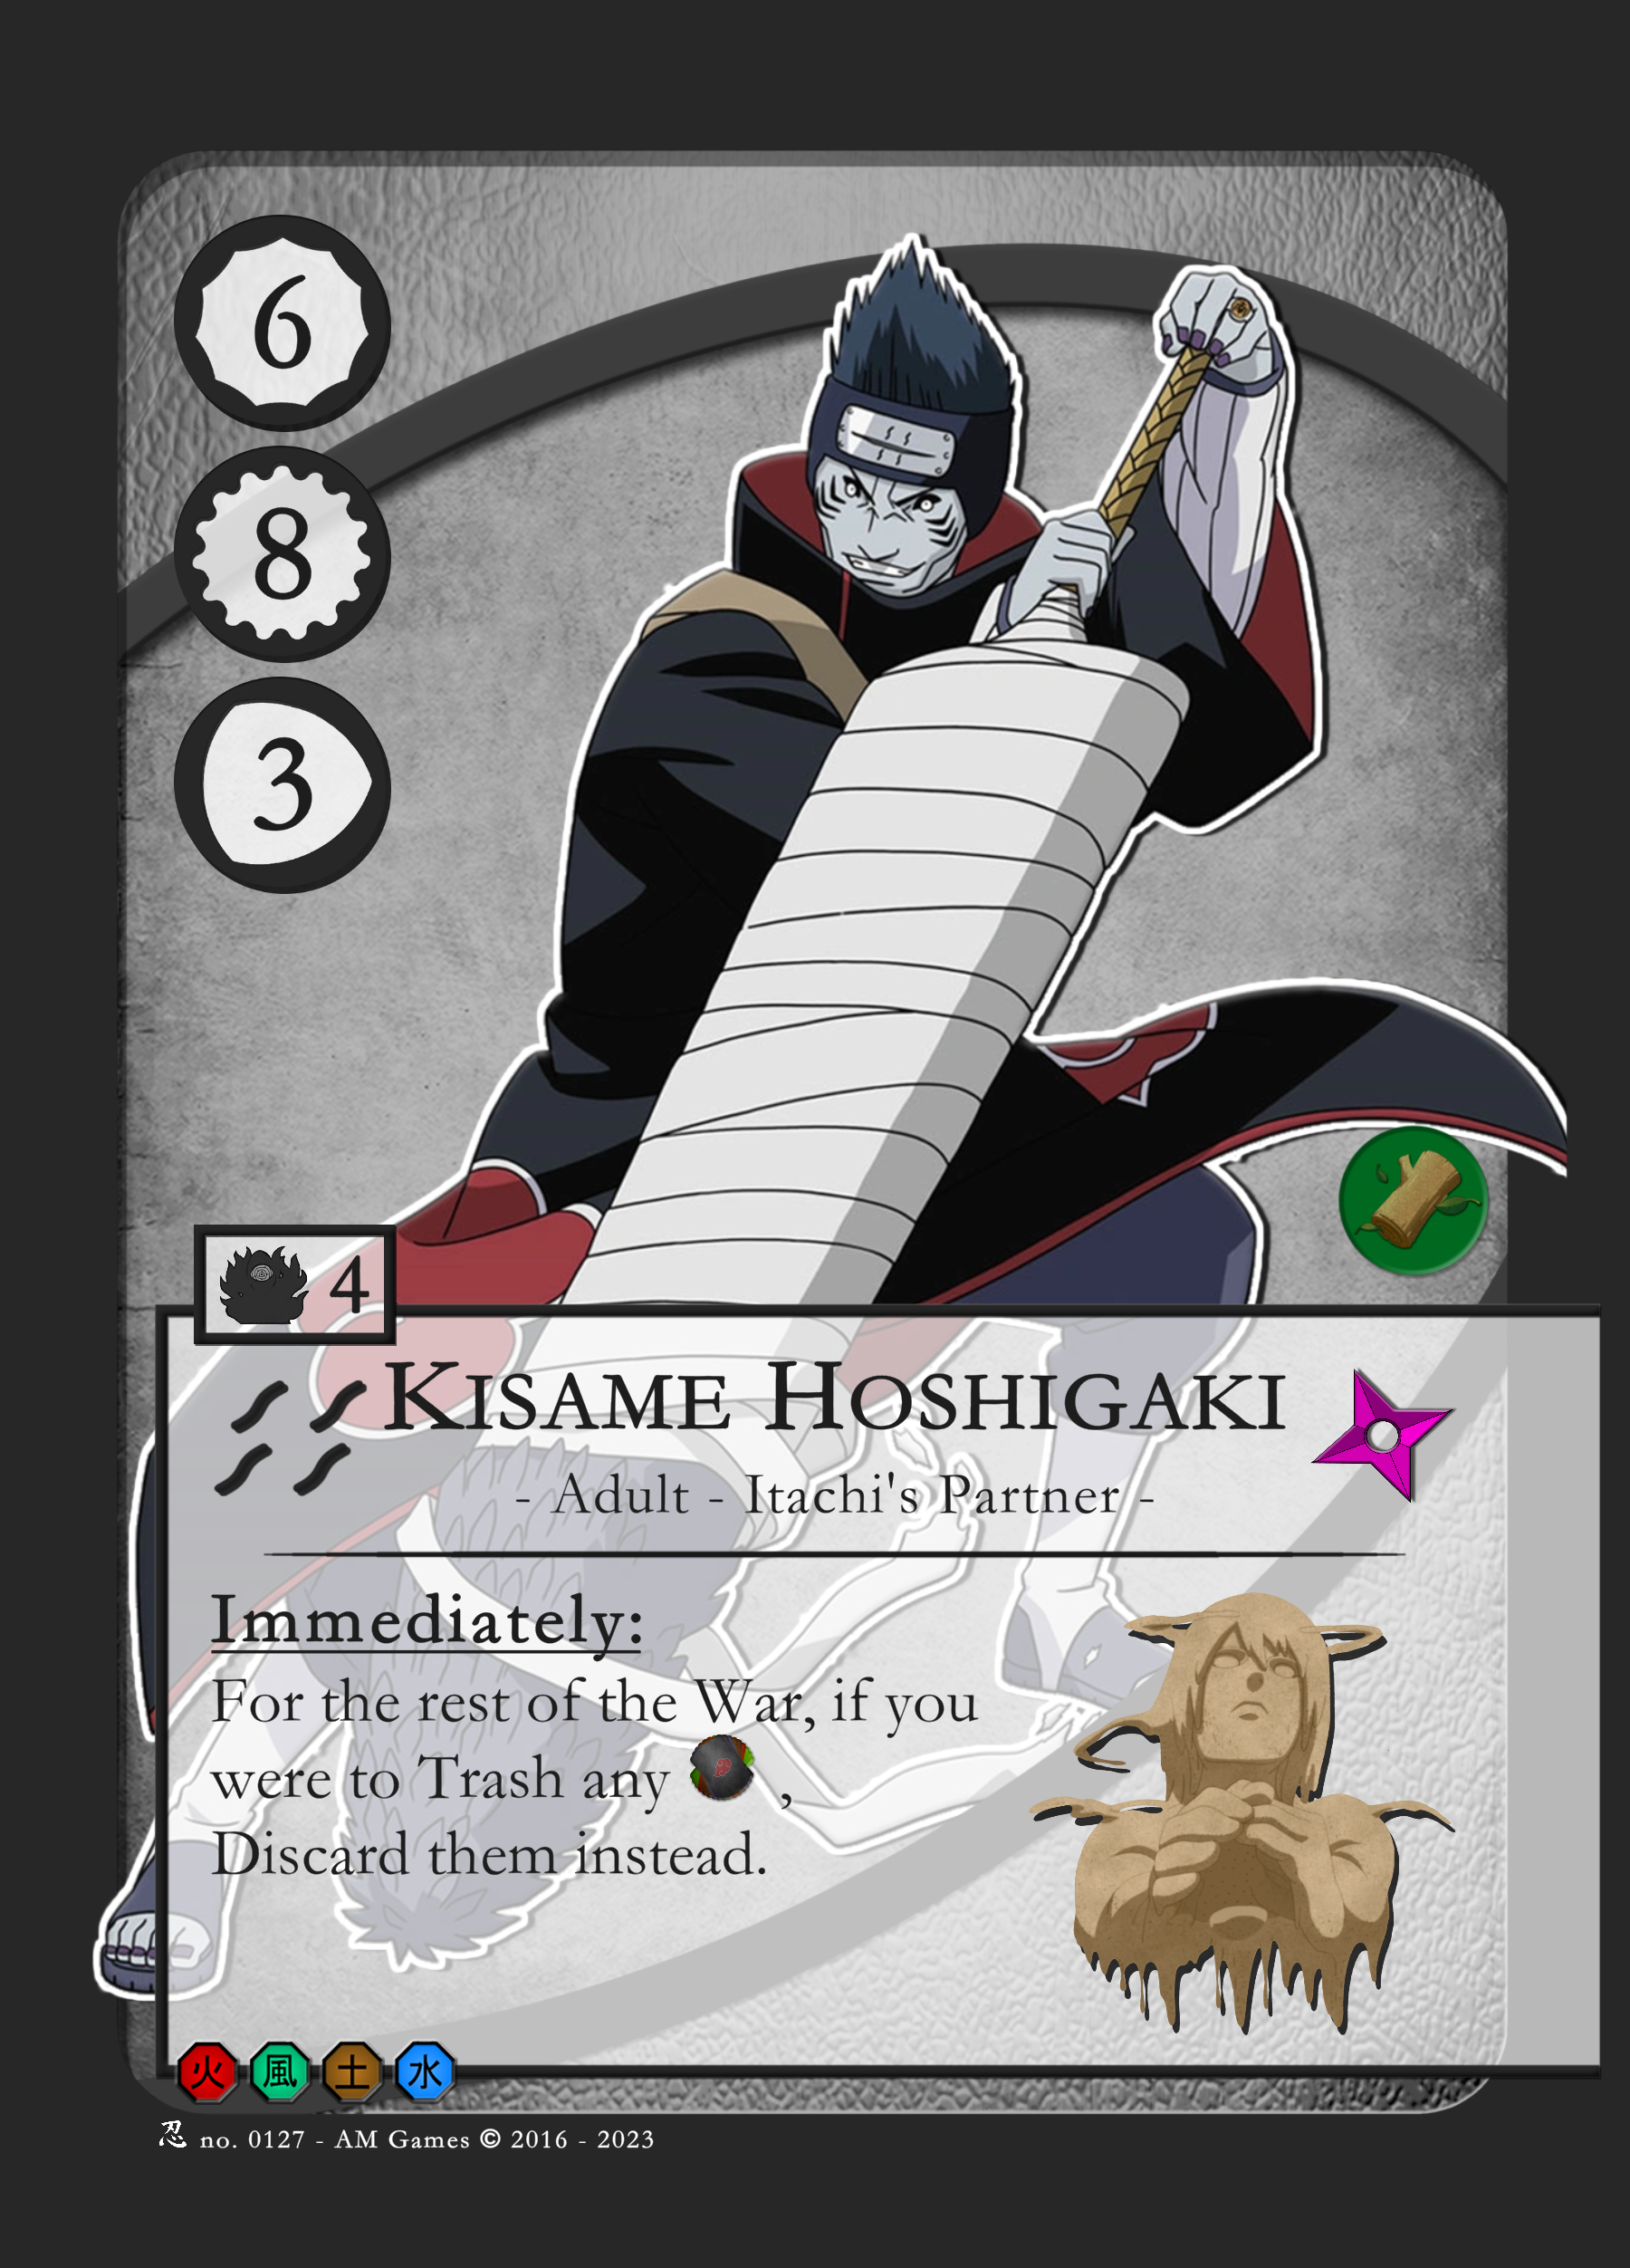 6
8
3
4
Kisame Hoshigaki
- Adult - Itachi's Partner -
Immediately:
For the rest of the War, if you
were to Trash any ,
Discard them instead.
火 風 土 水
忍 no. 0127 - AM Games © 2016 - 2023